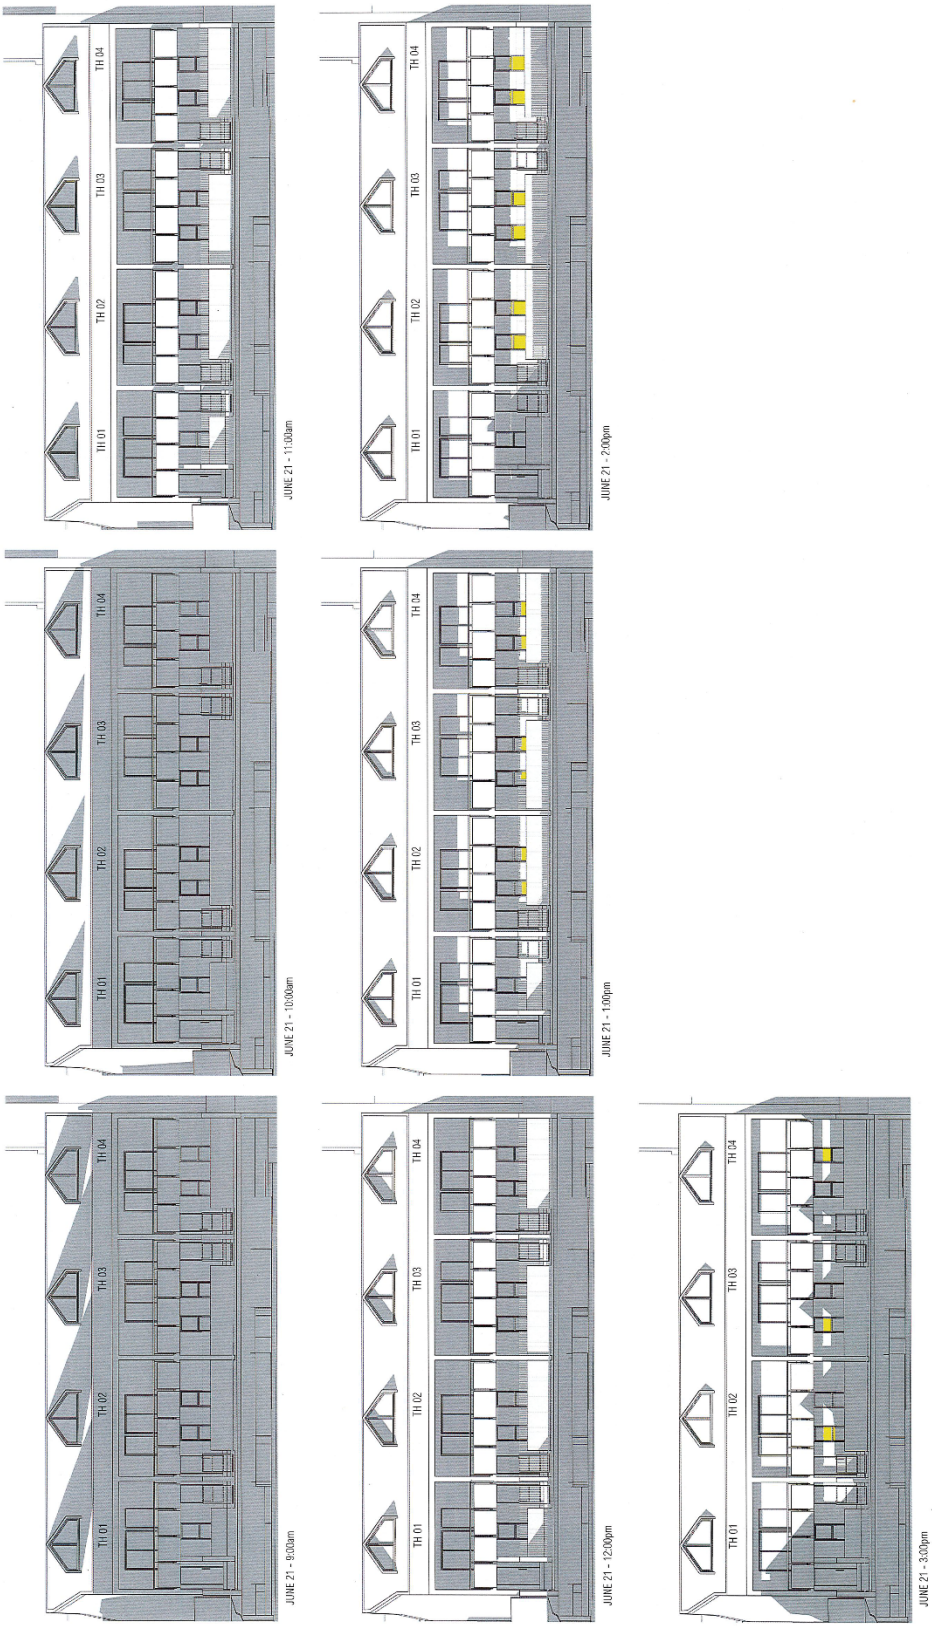 TH 01
TH 02
TH 03
TH 04
JUNE 21 - 9:00am
TH 01
TH 02
TH 03
TH 04
JUNE 21 - 10:00am
TH 01
TH 02
TH 03
TH 04
JUNE 21 - 11:00am
TH 01
TH 02
TH 03
TH 04
JUNE 21 - 12:00pm
TH 01
TH 02
TH 03
TH 04
JUNE 21 - 1:00pm
TH 01
TH 02
TH 03
TH 04
JUNE 21 - 2:00pm
TH 01
TH 02
TH 03
TH 04
JUNE 21 - 3:00pm